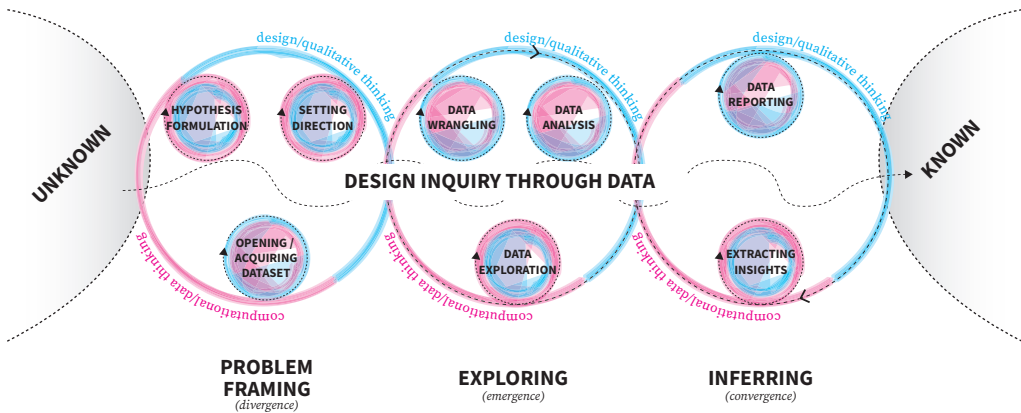 design/qualitative thinking
design/qualitative thinking
design/qualitative thinking
HYPOTHESIS
FORMULATION
SETTING
DIRECTION
DATA
WRANGLING
DATA
ANALYSIS
DATA
REPORTING
UNKNOWN
DESIGN INQUIRY THROUGH DATA
KNOWN
OPENING /
ACQUIRING
DATASET
DATA
EXPLORATION
EXTRACTING
INSIGHTS
computational/data thinking
computational/data thinking
computational/data thinking
PROBLEM
FRAMING
(divergence)
EXPLORING
(emergence)
INFERRING
(convergence)